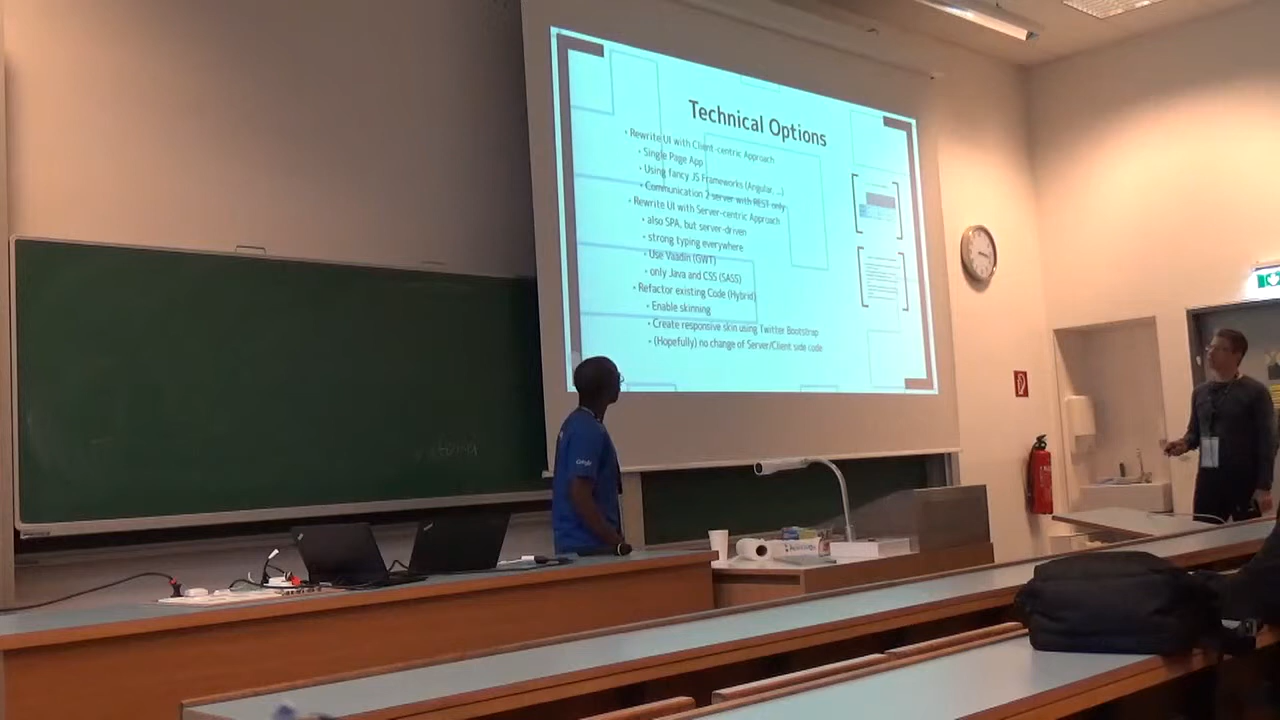 Technical Options
• Rewrite UI with Client-centric Approach
• Single Page App
• Using fancy JS Frameworks (Angular, ...)
• Communication 2 server with REST only
• Rewrite UI with Server-centric Approach
• also SPA, but server-driven
• strong typing everywhere
• Use Vaadin (GWT)
• only Java and CSS (SASS)
• Refactor existing Code (Hybrid)
• Enable skinning
• Create responsive skin using Twitter Bootstrap
• (Hopefully) no change of Server/Client side code
Google